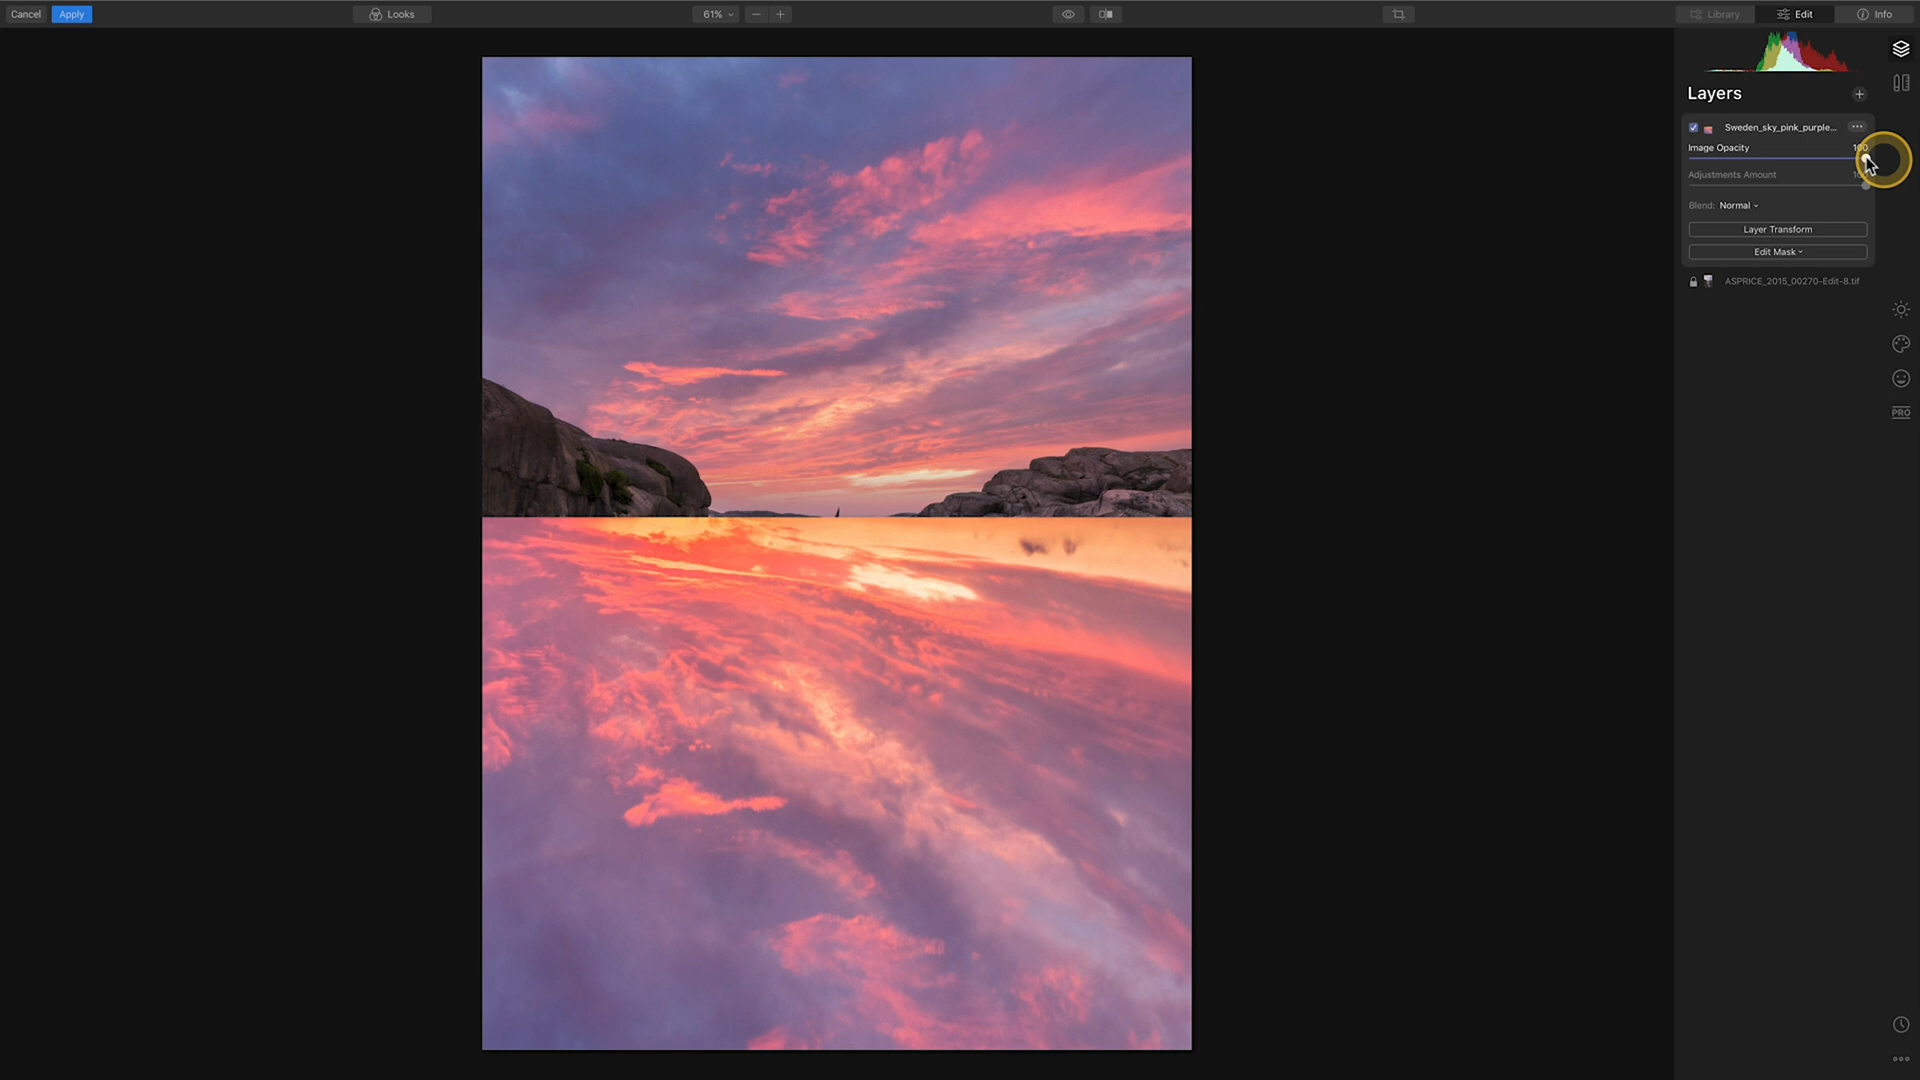 Cancel Apply Looks 61% Library Edit Info
Layers
Sweden_sky_pink_purple...
Image Opacity 100
Adjustments Amount
Blend: Normal
Layer Transform
Edit Mask
ASPRICE_2015_00270-Edit-8.tif
PRO